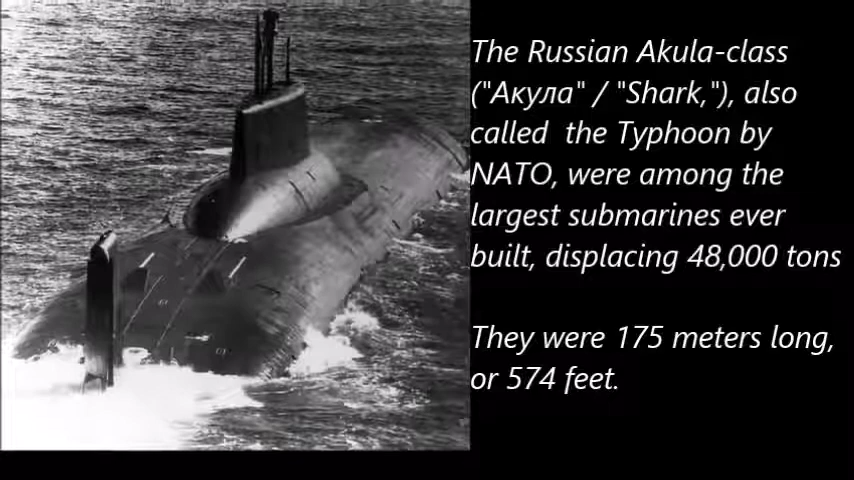 The Russian Akula-class
("Акула" / "Shark,"), also
called the Typhoon by
NATO, were among the
largest submarines ever
built, displacing 48,000 tons
They were 175 meters long,
or 574 feet.